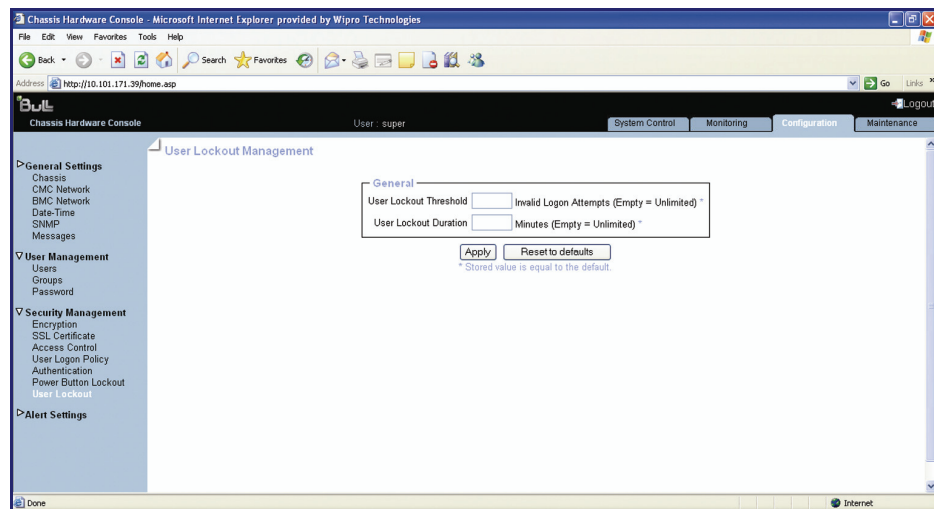 Chassis Hardware Console - Microsoft Internet Explorer provided by Wipro Technologies
File Edit View Favorites Tools Help
Back Search Favorites
Address http://10.101.171.39/home.asp Go Links »
Bull Logout
Chassis Hardware Console User : super System Control Monitoring Configuration Maintenance
User Lockout Management
General Settings
Chassis
CMC Network
BMC Network
Date-Time
SNMP
Messages
User Management
Users
Groups
Password
Security Management
Encryption
SSL Certificate
Access Control
User Logon Policy
Authentication
Power Button Lockout
User Lockout
Alert Settings
General
User Lockout Threshold Invalid Logon Attempts (Empty = Unlimited) *
User Lockout Duration Minutes (Empty = Unlimited) *
Apply Reset to defaults
* Stored value is equal to the default.
Done Internet